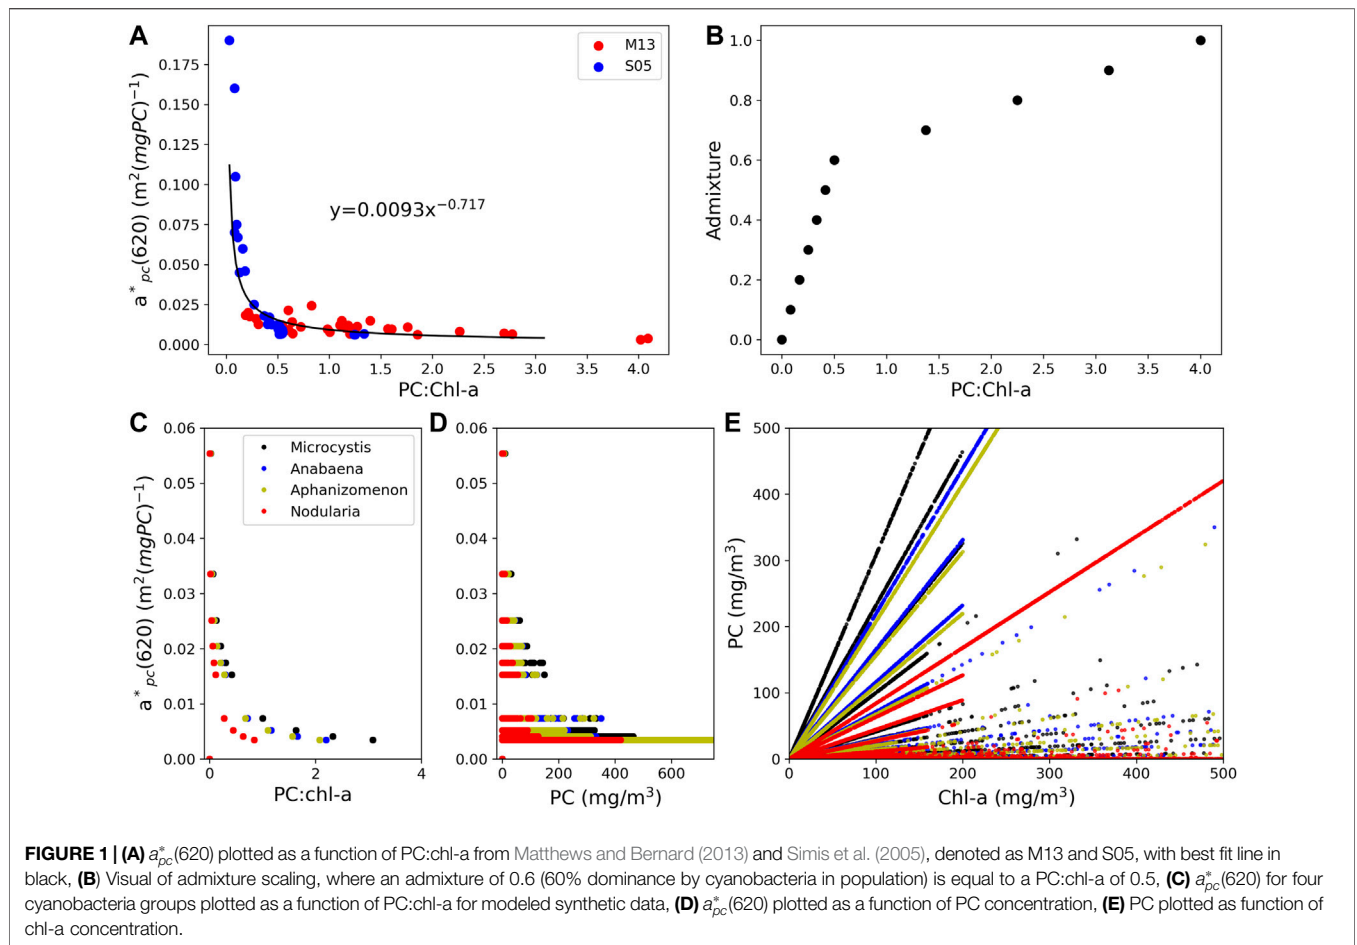 A
M13
S05
y=0.0093x^{-0.717}
a*_{pc}(620) (m^2(mgPC)^{-1})
0.175
0.150
0.125
0.100
0.075
0.050
0.025
0.000
0.0 0.5 1.0 1.5 2.0 2.5 3.0 3.5 4.0
PC:Chl-a
B
Admixture
1.0
0.8
0.6
0.4
0.2
0.0
0.0 0.5 1.0 1.5 2.0 2.5 3.0 3.5 4.0
PC:Chl-a
C
Microcystis
Anabaena
Aphanizomenon
Nodularia
a*_{pc}(620) (m^2(mgPC)^{-1})
0.06
0.05
0.04
0.03
0.02
0.01
0.00
0 2 4
PC:chl-a
D
0.06
0.05
0.04
0.03
0.02
0.01
0.00
0 200 400 600
PC (mg/m^3)
E
PC (mg/m^3)
500
400
300
200
100
0
0 100 200 300 400 500
Chl-a (mg/m^3)
FIGURE 1 | (A) a*_{pc}(620) plotted as a function of PC:chl-a from Matthews and Bernard (2013) and Simis et al. (2005), denoted as M13 and S05, with best fit line in
black, (B) Visual of admixture scaling, where an admixture of 0.6 (60% dominance by cyanobacteria in population) is equal to a PC:chl-a of 0.5, (C) a*_{pc}(620) for four
cyanobacteria groups plotted as a function of PC:chl-a for modeled synthetic data, (D) a*_{pc}(620) plotted as a function of PC concentration, (E) PC plotted as function of
chl-a concentration.